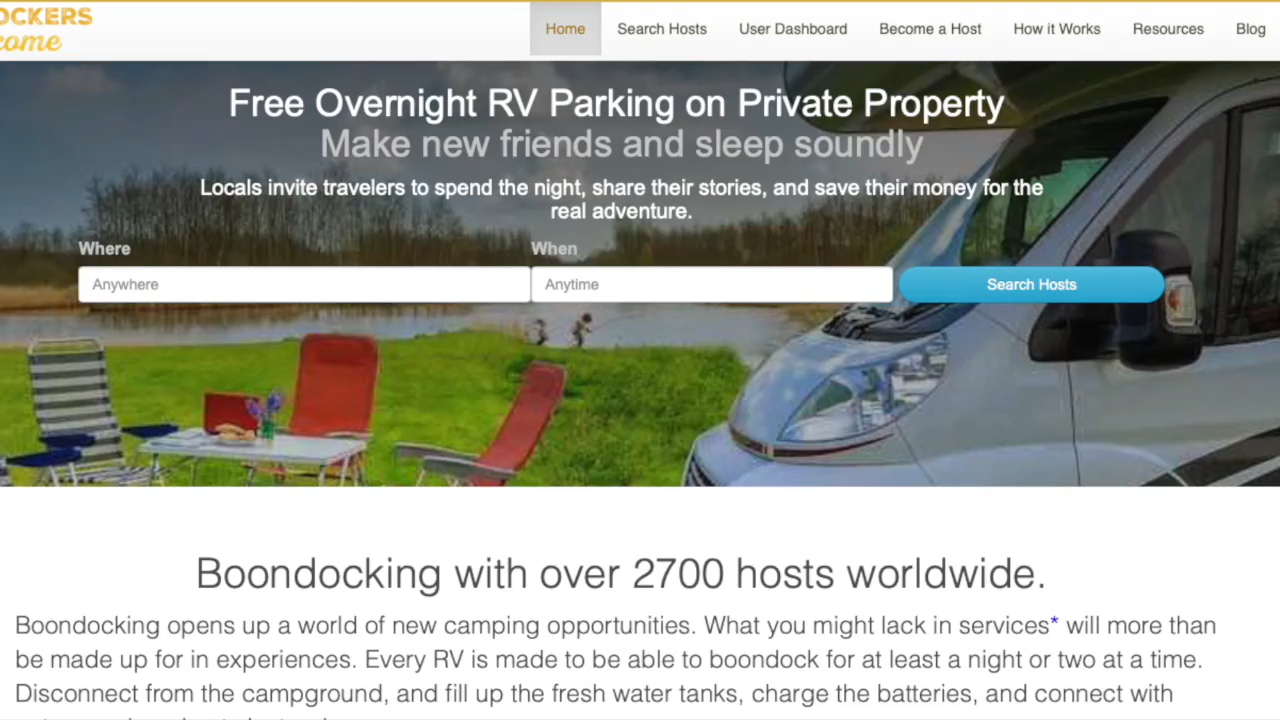 OCKERS
come
Home Search Hosts User Dashboard Become a Host How it Works Resources Blog
Free Overnight RV Parking on Private Property
Make new friends and sleep soundly
Locals invite travelers to spend the night, share their stories, and save their money for the
real adventure.
Where When
Anywhere Anytime Search Hosts
Boondocking with over 2700 hosts worldwide.
Boondocking opens up a world of new camping opportunities. What you might lack in services* will more than
be made up for in experiences. Every RV is made to be able to boondock for at least a night or two at a time.
Disconnect from the campground, and fill up the fresh water tanks, charge the batteries, and connect with